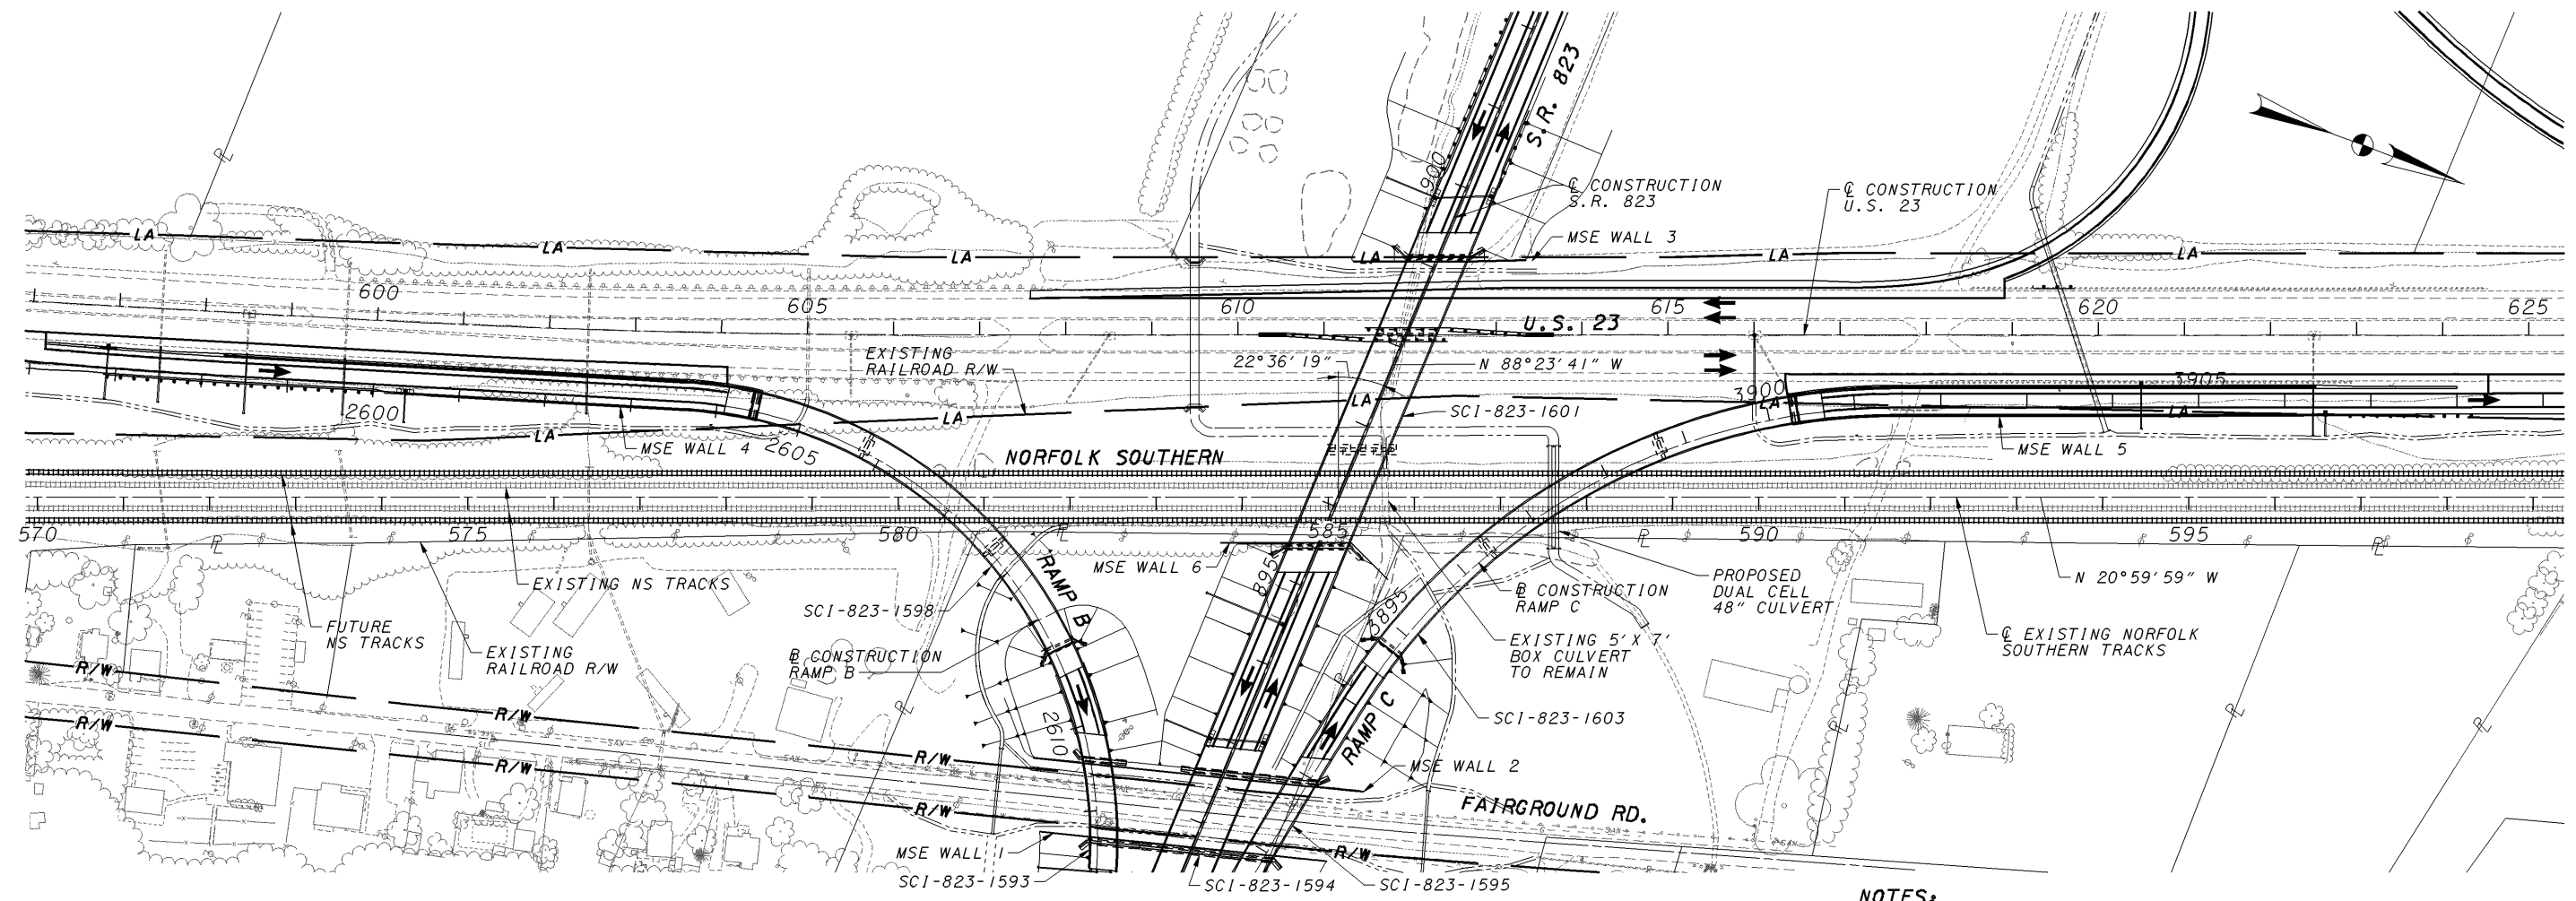 S.R. 823
900
℄ CONSTRUCTION
S.R. 823
℄ CONSTRUCTION
U.S. 23
MSE WALL 3
LA
LA
LA
LA
LA
LA
600
605
610
615
620
625
U.S. 23
EXISTING
RAILROAD R/W
22°36'19"
N 88°23'41" W
3900
3905
2600
LA
LA
LA
LA
LA
SCI-823-1601
MSE WALL 4
2605
MSE WALL 5
NORFOLK SOUTHERN
570
575
580
585
590
595
PL
PL
PL
MSE WALL 6
895
RAMP B
EXISTING NS TRACKS
SCI-823-1598
FUTURE
NS TRACKS
EXISTING
RAILROAD R/W
B CONSTRUCTION
RAMP B
3895
B CONSTRUCTION
RAMP C
PROPOSED
DUAL CELL
48" CULVERT
N 20°59'59" W
EXISTING 5' X 7'
BOX CULVERT
TO REMAIN
℄ EXISTING NORFOLK
SOUTHERN TRACKS
R/W
R/W
R/W
R/W
R/W
R/W
R/W
2610
RAMP C
SCI-823-1603
MSE WALL 2
FAIRGROUND RD.
MSE WALL 1
SCI-823-1593
SCI-823-1594
SCI-823-1595
NOTES: